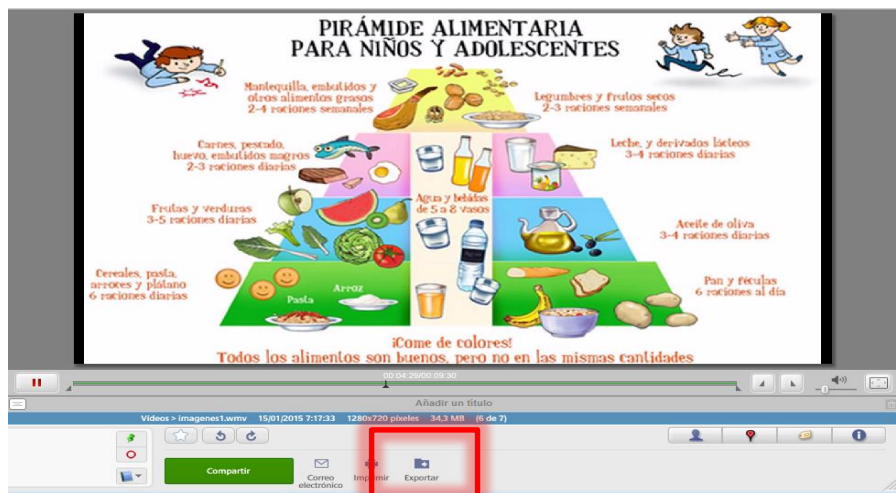 PIRÁMIDE ALIMENTARIA
PARA NIÑOS Y ADOLESCENTES
Mantequilla, embutidos y
otros alimentos grasos
2-4 raciones semanales
Legumbres y frutos secos
2-3 raciones semanales
Carnes, pescado,
huevo, embutidos magros
2-3 raciones diarias
Leche, y derivados lácteos
3-4 raciones diarias
Frutas y verduras
3-5 raciones diarias
Agua y bebidas
de 5 a 8 vasos
Aceite de oliva
3-4 raciones diarias
Cereales, pasta,
arroces y plátano
6 raciones diarias
Pasta
Arroz
Pan y féculas
6 raciones al día
¡Come de colores!
Todos los alimentos son buenos, pero no en las mismas cantidades
00:04:29/00:09:30
Añadir un título
Vídeos > imagenes1.wmv 15/01/2015 7:17:33 1280x720 píxeles 34,3 MB (6 de 7)
Compartir
Correo
electrónico
Imprimir
Exportar